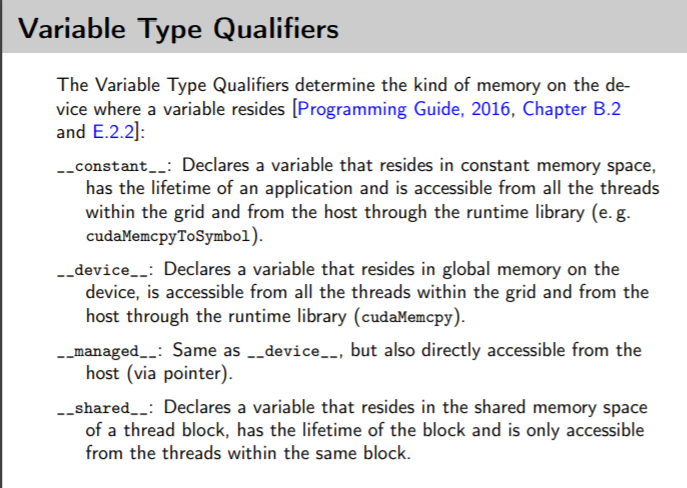 Variable Type Qualifiers
The Variable Type Qualifiers determine the kind of memory on the de-
vice where a variable resides [Programming Guide, 2016, Chapter B.2
and E.2.2]:
__constant__: Declares a variable that resides in constant memory space,
has the lifetime of an application and is accessible from all the threads
within the grid and from the host through the runtime library (e. g.
cudaMemcpyToSymbol).
__device__: Declares a variable that resides in global memory on the
device, is accessible from all the threads within the grid and from the
host through the runtime library (cudaMemcpy).
__managed__: Same as __device__, but also directly accessible from the
host (via pointer).
__shared__: Declares a variable that resides in the shared memory space
of a thread block, has the lifetime of the block and is only accessible
from the threads within the same block.